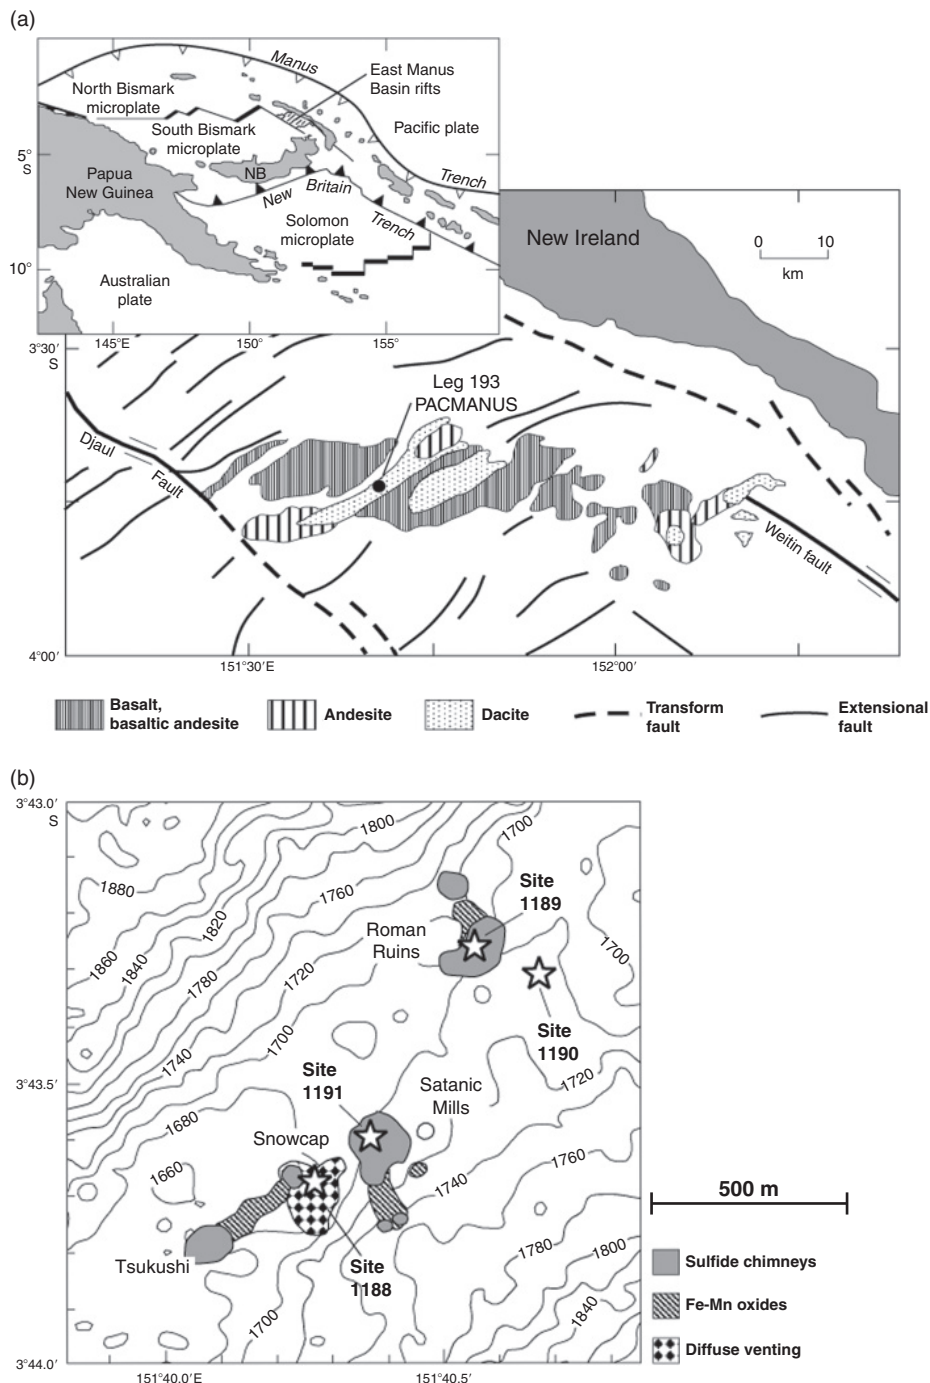 (a)
Manus
East Manus
Basin rifts
North Bismark
microplate
South Bismark
microplate
Pacific plate
5°
S
NB
Papua
New Guinea
New Britain
Trench
Trench
Solomon
microplate
10°
Australian
plate
145°E
150°
155°
New Ireland
0 10
km
3°30'
S
Leg 193
PACMANUS
Djaul
Fault
Weitin fault
4°00'
151°30'E
152°00'
Basalt,
basaltic andesite
Andesite
Dacite
Transform
fault
Extensional
fault
(b)
3°43.0'
S
1800
1700
1880
1760
Site
1189
1820
Roman
Ruins
1860
1840
1780
1720
1700
1700
1740
Site
1190
Site
1191
3°43.5'
Satanic
Mills
1720
1680
Snowcap
1660
1760
1740
500 m
Tsukushi
Site
1188
1780
1800
1700
1840
Sulfide chimneys
Fe-Mn oxides
Diffuse venting
3°44.0'
151°40.0'E
151°40.5'